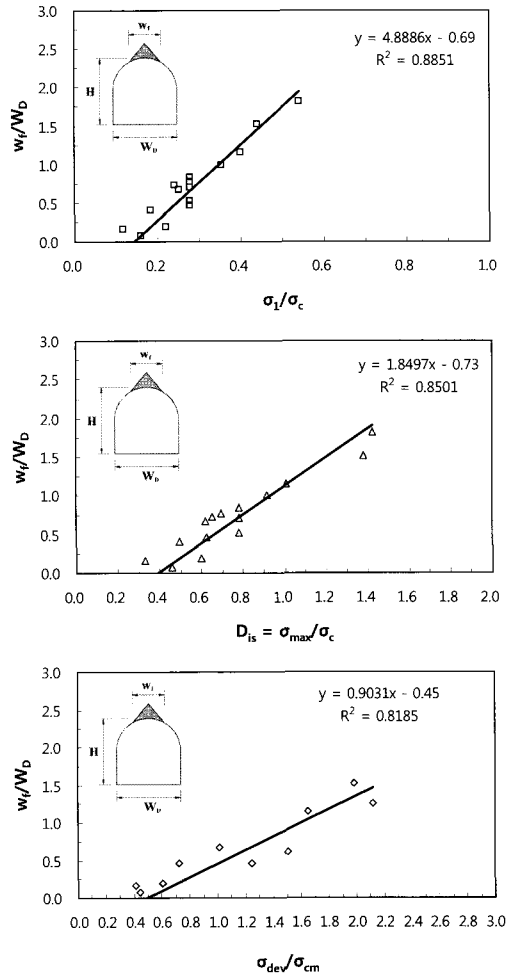 3.0
2.5
2.0
1.5
1.0
0.5
0.0
w_f/W_D
w_f
H
W_D
y = 4.8886x - 0.69
R² = 0.8851
0.0 0.2 0.4 0.6 0.8 1.0
σ₁/σ_c
3.0
2.5
2.0
1.5
1.0
0.5
0.0
w_f/W_D
w_f
H
W_D
y = 1.8497x - 0.73
R² = 0.8501
0.0 0.2 0.4 0.6 0.8 1.0 1.2 1.4 1.6 1.8 2.0
D_is = σ_max/σ_c
3.0
2.5
2.0
1.5
1.0
0.5
0.0
w_f/W_D
w_f
H
W_D
y = 0.9031x - 0.45
R² = 0.8185
0.0 0.2 0.4 0.6 0.8 1.0 1.2 1.4 1.6 1.8 2.0 2.2 2.4 2.6 2.8 3.0
σ_dev/σ_cm